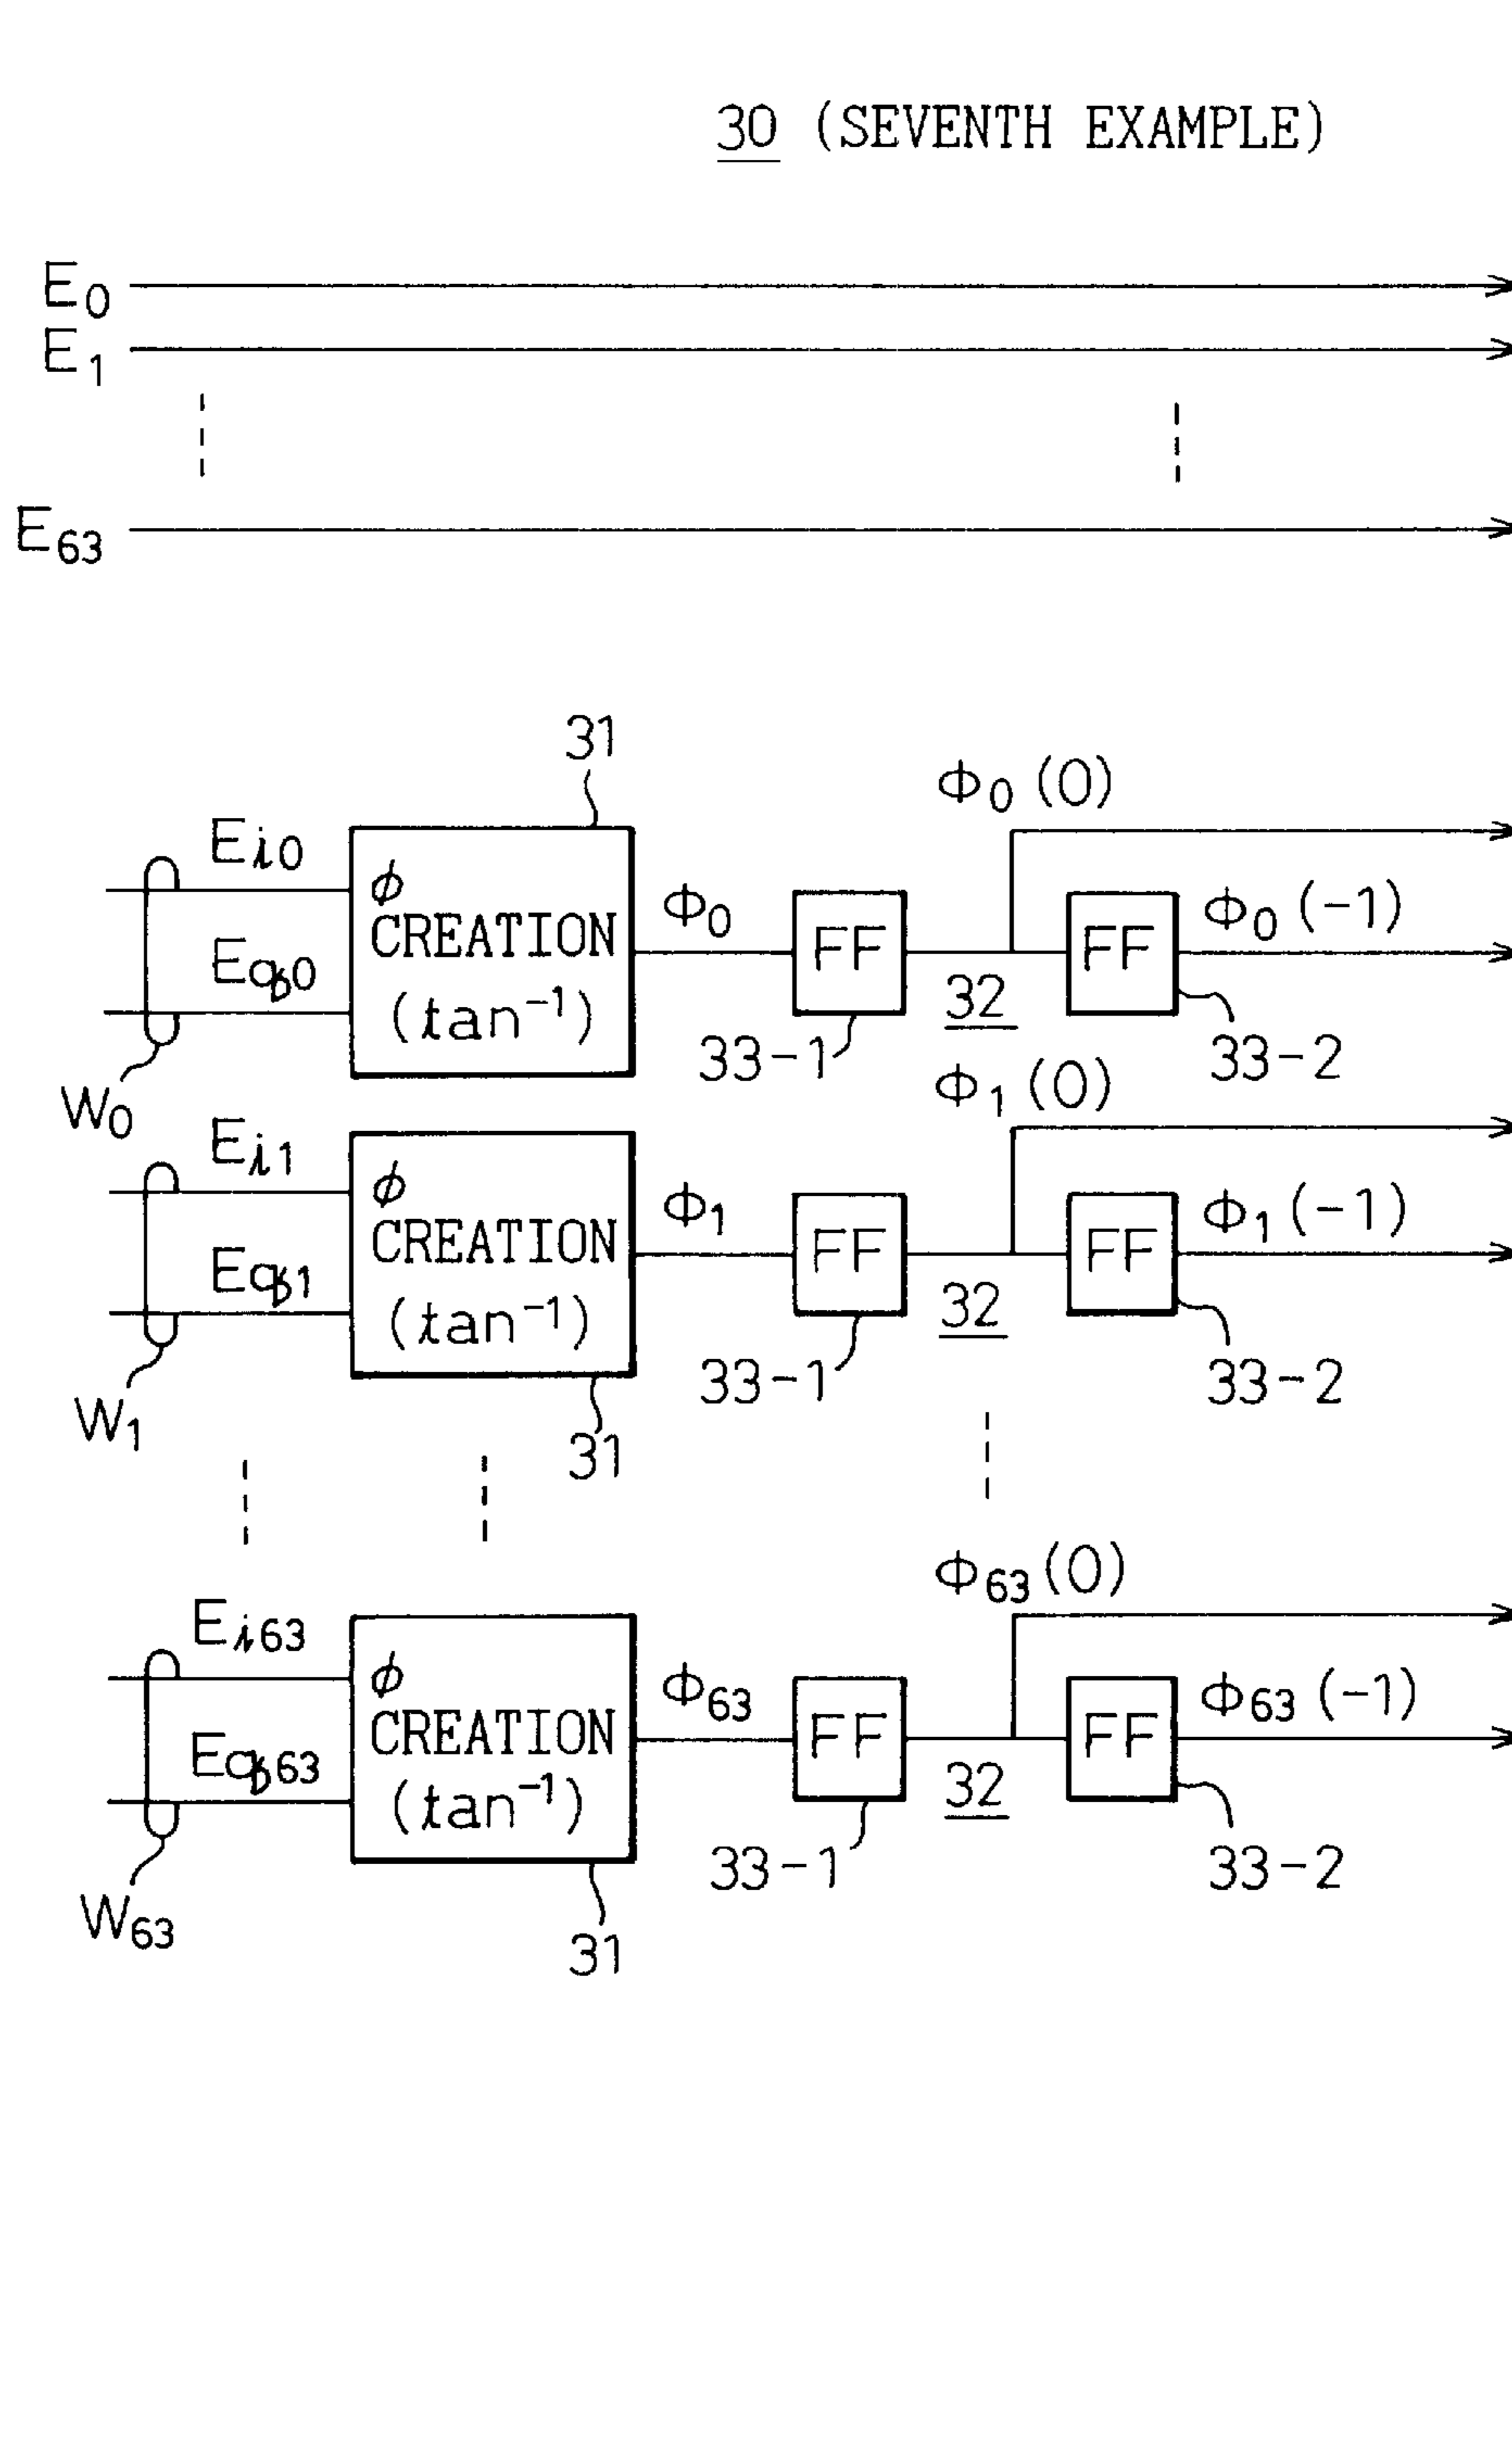 30 (SEVENTH EXAMPLE)
E0
E1
E63
31
Φ0 (0)
Ei0
ϕ
CREATION
(tan⁻¹)
Φ0
FF
FF
Φ0 (-1)
Eq0
32
33-1
33-2
W0
Φ1 (0)
Ei1
ϕ
CREATION
(tan⁻¹)
Φ1
FF
FF
Φ1 (-1)
Eq1
32
33-1
33-2
W1
31
Φ63 (0)
Ei63
ϕ
CREATION
(tan⁻¹)
Φ63
FF
FF
Φ63 (-1)
Eq63
32
33-1
33-2
W63
31